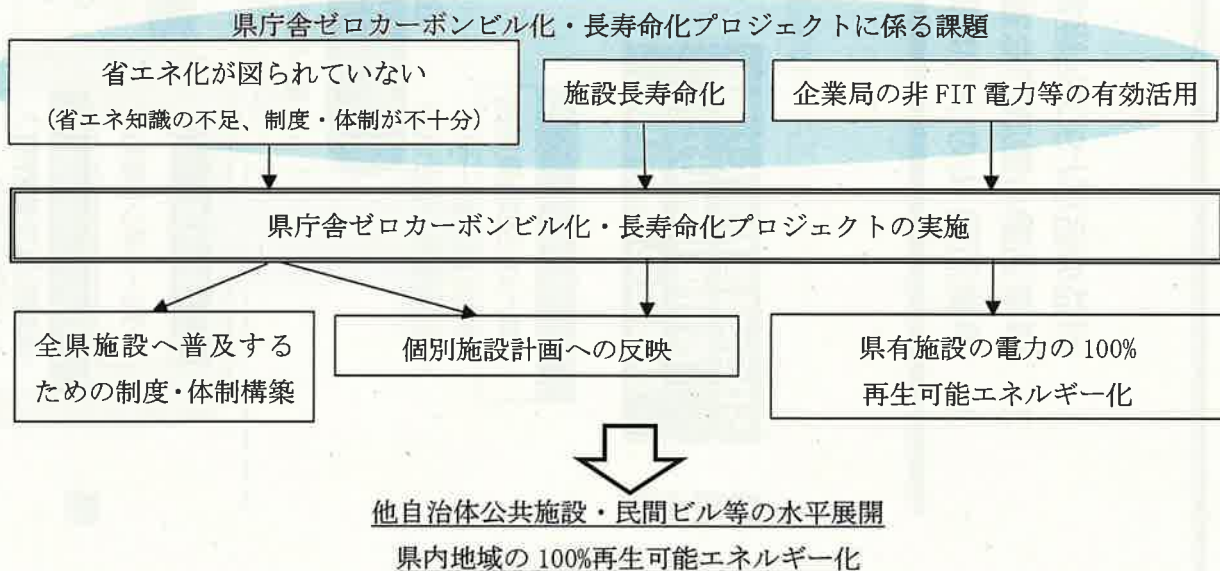 県庁舎ゼロカーボンビル化・長寿命化プロジェクトに係る課題
省エネ化が図られていない
(省エネ知識の不足、制度・体制が不十分)
施設長寿命化
企業局の非 FIT 電力等の有効活用
県庁舎ゼロカーボンビル化・長寿命化プロジェクトの実施
全県施設へ普及する
ための制度・体制構築
個別施設計画への反映
県有施設の電力の 100%
再生可能エネルギー化
他自治体公共施設・民間ビル等の水平展開
県内地域の 100%再生可能エネルギー化